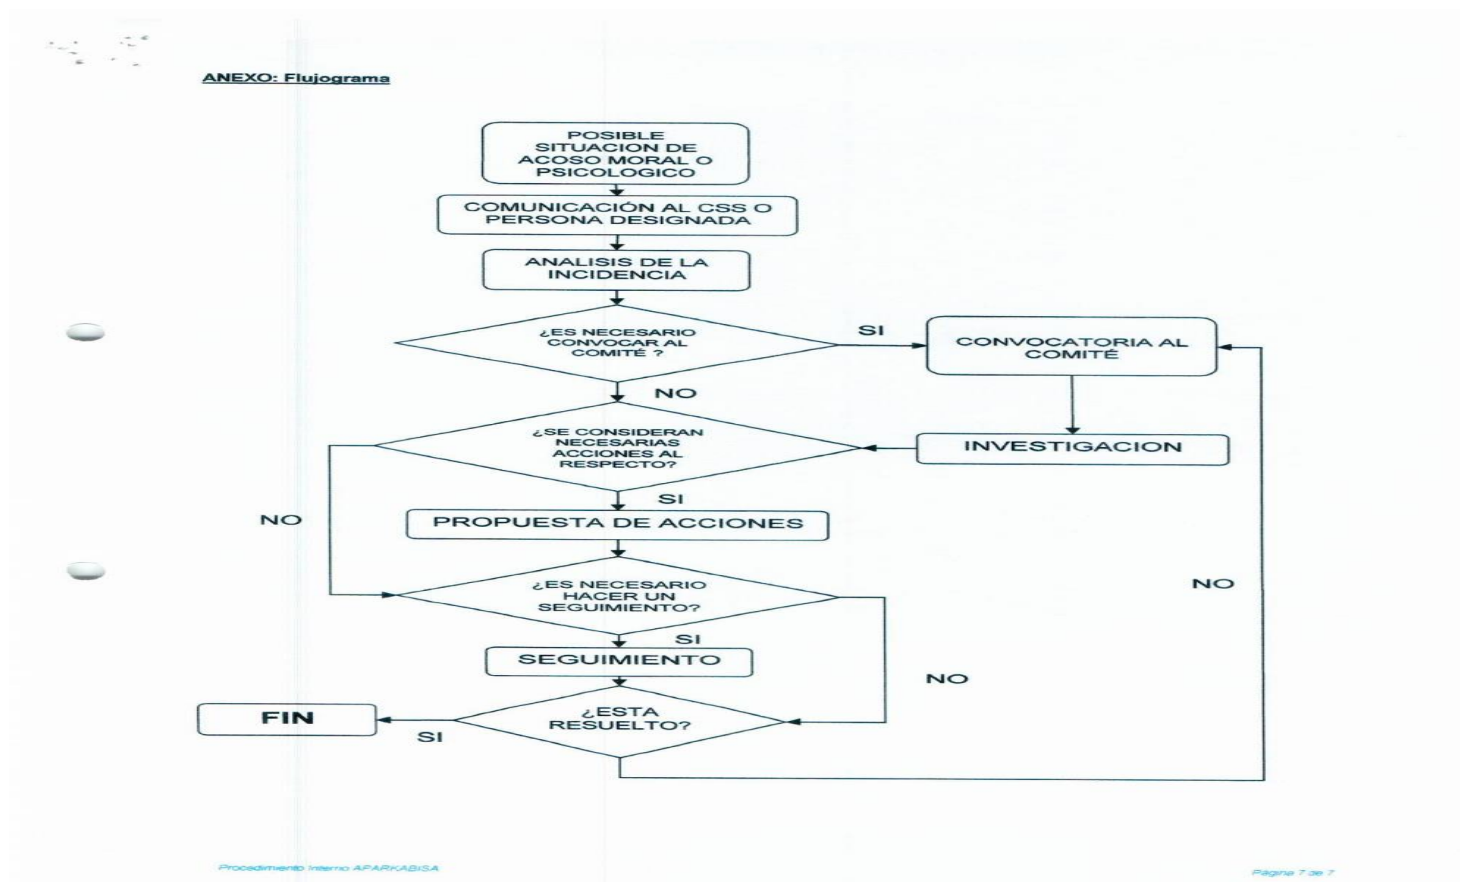 ANEXO: Flujograma
POSIBLE
SITUACION DE
ACOSO MORAL O
PSICOLOGICO
COMUNICACIÓN AL CSS O
PERSONA DESIGNADA
ANALISIS DE LA
INCIDENCIA
¿ES NECESARIO
CONVOCAR AL
COMITÉ ?
SI
CONVOCATORIA AL
COMITÉ
NO
¿SE CONSIDERAN
NECESARIAS
ACCIONES AL
RESPECTO?
INVESTIGACION
SI
NO
PROPUESTA DE ACCIONES
¿ES NECESARIO
HACER UN
SEGUIMIENTO?
NO
SI
SEGUIMIENTO
NO
¿ESTA
RESUELTO?
FIN
SI
Procedimiento Interno APARKABISA
Página 7 de 7